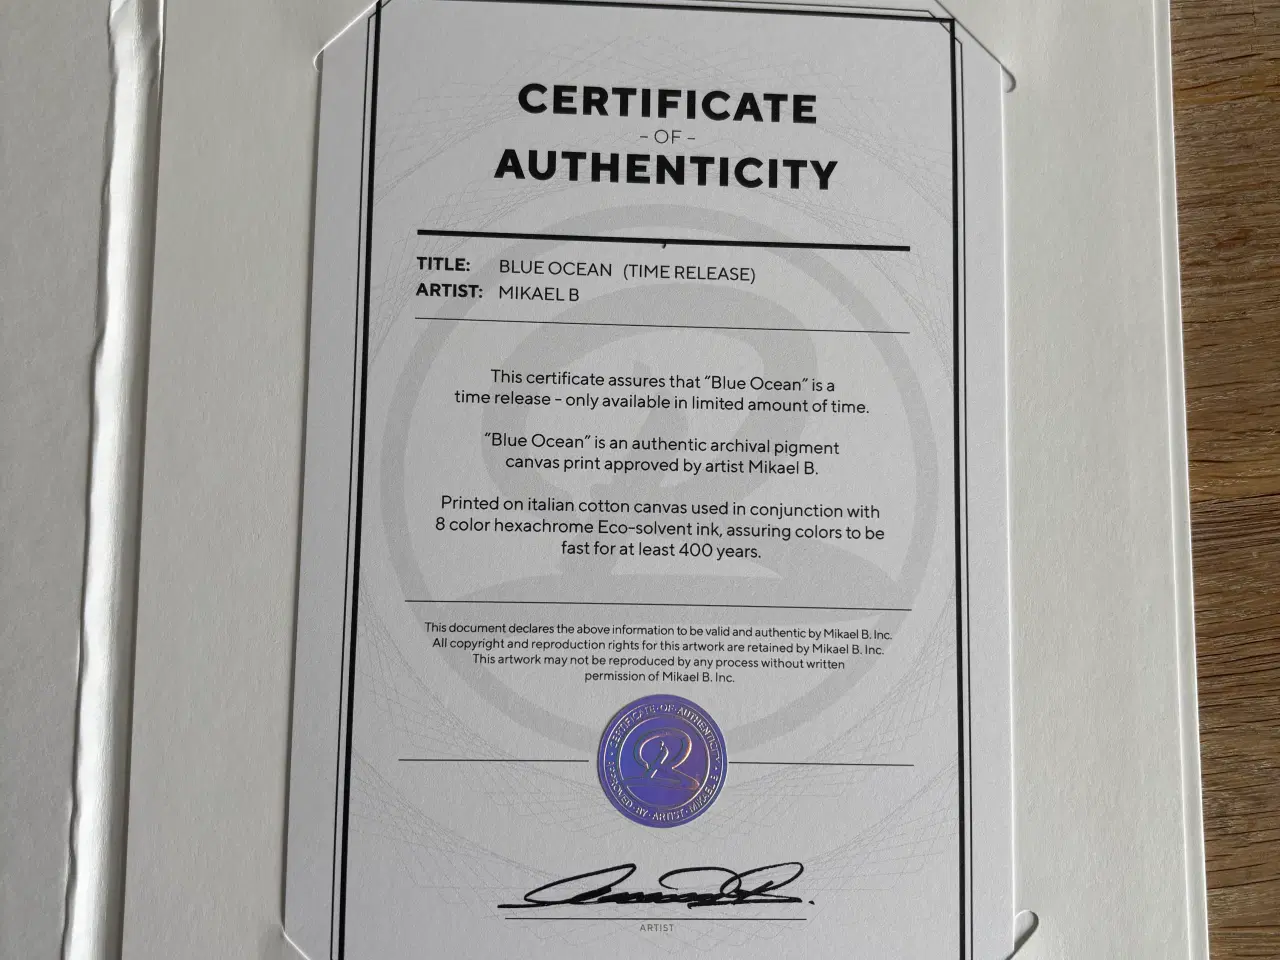 CERTIFICATE
- OF -
AUTHENTICITY
TITLE: BLUE OCEAN (TIME RELEASE)
ARTIST: MIKAEL B
This certificate assures that “Blue Ocean” is a
time release - only available in limited amount of time.
“Blue Ocean” is an authentic archival pigment
canvas print approved by artist Mikael B.
Printed on italian cotton canvas used in conjunction with
8 color hexachrome Eco-solvent ink, assuring colors to be
fast for at least 400 years.
This document declares the above information to be valid and authentic by Mikael B. Inc.
All copyright and reproduction rights for this artwork are retained by Mikael B. Inc.
This artwork may not be reproduced by any process without written
permission of Mikael B. Inc.
CERTIFICATE·OF·AUTHENTICITY
APPROVED·BY·ARTIST·MIKAEL B
ARTIST